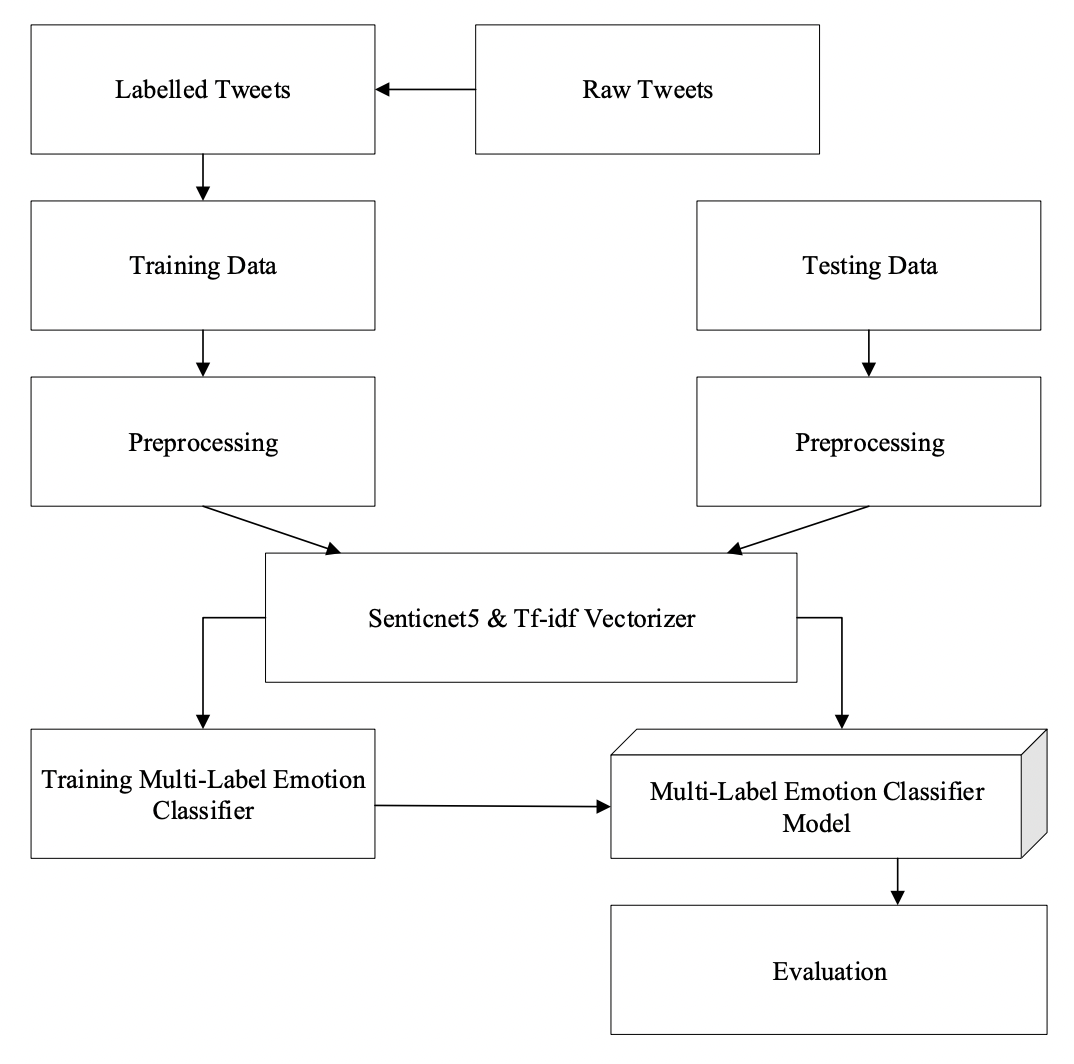 Labelled Tweets
Raw Tweets
Training Data
Testing Data
Preprocessing
Preprocessing
Senticnet5 & Tf-idf Vectorizer
Training Multi-Label Emotion
Classifier
Multi-Label Emotion Classifier
Model
Evaluation